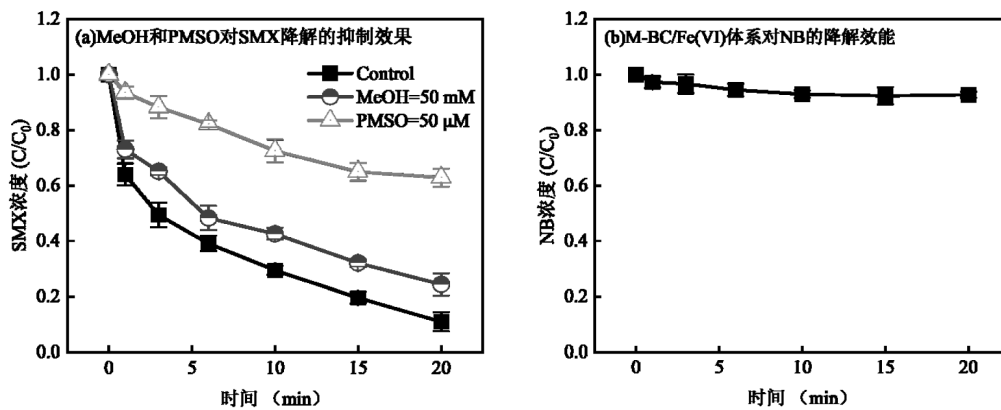 (a)MeOH和PMSO对SMX降解的抑制效果
Control
MeOH=50 mM
PMSO=50 μM
SMX浓度 (C/C0)
1.2
1.0
0.8
0.6
0.4
0.2
0.0
0
5
10
15
20
时间 （min)
(b)M-BC/Fe(VI)体系对NB的降解效能
NB浓度 (C/C0)
1.2
1.0
0.8
0.6
0.4
0.2
0.0
0
5
10
15
20
时间 （min)